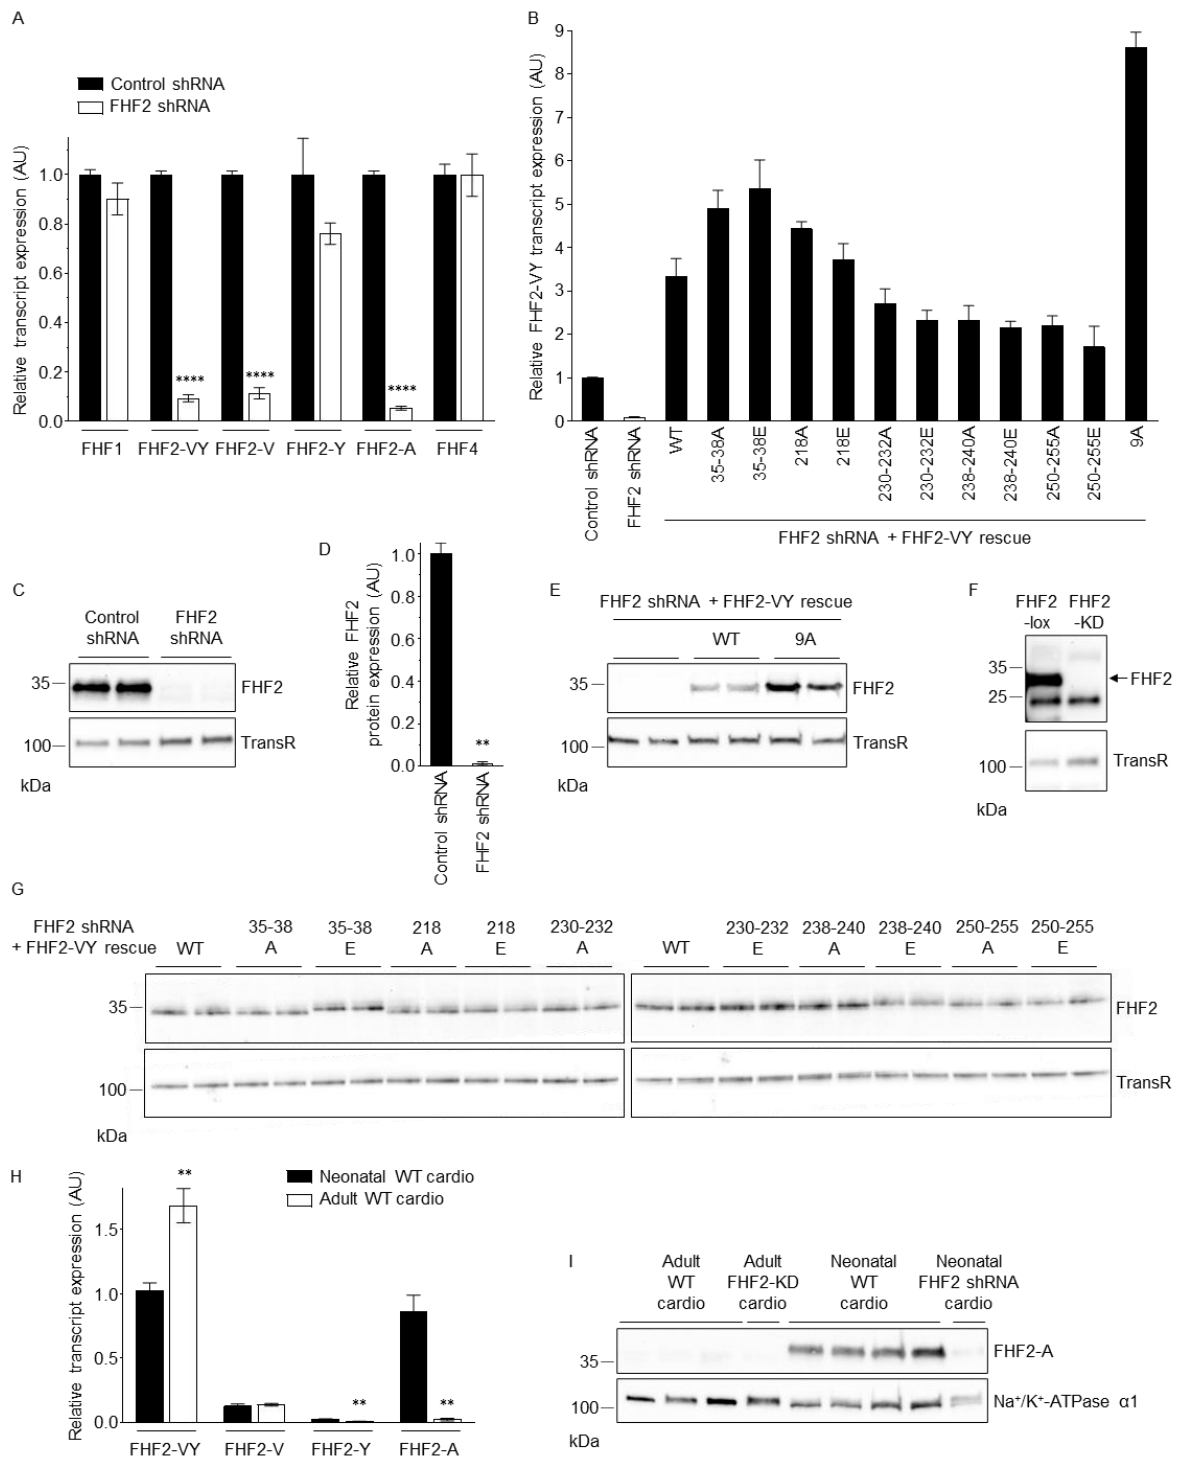 A
Control shRNA
FHF2 shRNA
Relative transcript expression (AU)
1.0
0.8
0.6
0.4
0.2
0.0
****
****
****
FHF1
FHF2-VY
FHF2-V
FHF2-Y
FHF2-A
FHF4
B
Relative FHF2-VY transcript expression (AU)
9
8
7
6
5
4
3
2
1
0
Control shRNA
FHF2 shRNA
WT
35-38A
35-38E
218A
218E
230-232A
230-232E
238-240A
238-240E
250-255A
250-255E
9A
FHF2 shRNA + FHF2-VY rescue
C
Control
shRNA
FHF2
shRNA
35
FHF2
100
TransR
kDa
D
Relative FHF2
protein expression (AU)
1.0
0.8
0.6
0.4
0.2
0.0
**
Control shRNA
FHF2 shRNA
E
FHF2 shRNA + FHF2-VY rescue
WT
9A
35
FHF2
100
TransR
kDa
F
FHF2
-lox
FHF2
-KD
35
25
FHF2
100
TransR
kDa
G
FHF2 shRNA
+ FHF2-VY rescue
WT
35-38
A
35-38
E
218
A
218
E
230-232
A
WT
230-232
E
238-240
A
238-240
E
250-255
A
250-255
E
35
FHF2
100
TransR
kDa
H
Neonatal WT cardio
Adult WT cardio
Relative transcript expression (AU)
1.5
1.0
0.5
0.0
**
**
**
FHF2-VY
FHF2-V
FHF2-Y
FHF2-A
I
Adult
WT
cardio
Adult
FHF2-KD
cardio
Neonatal
WT
cardio
Neonatal
FHF2 shRNA
cardio
35
FHF2-A
100
Na⁺/K⁺-ATPase α1
kDa